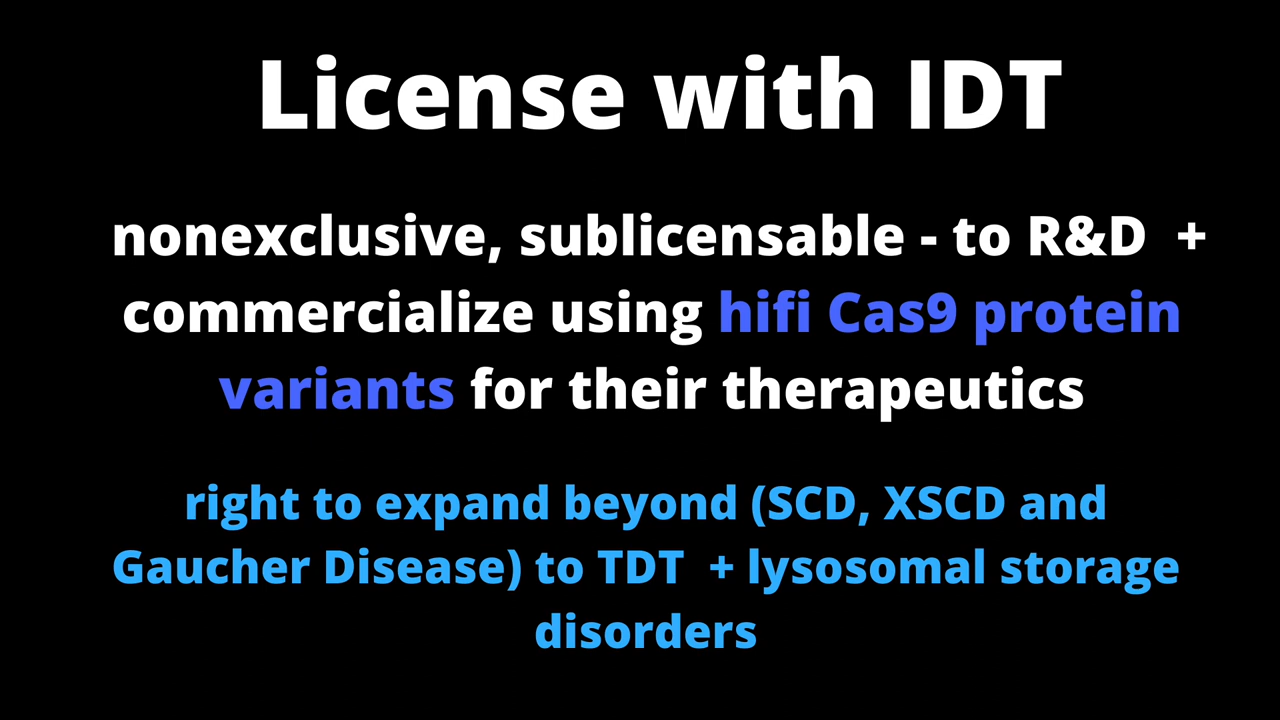 License with IDT
nonexclusive, sublicensable - to R&D +
commercialize using hifi Cas9 protein
variants for their therapeutics
right to expand beyond (SCD, XSCD and
Gaucher Disease) to TDT + lysosomal storage
disorders